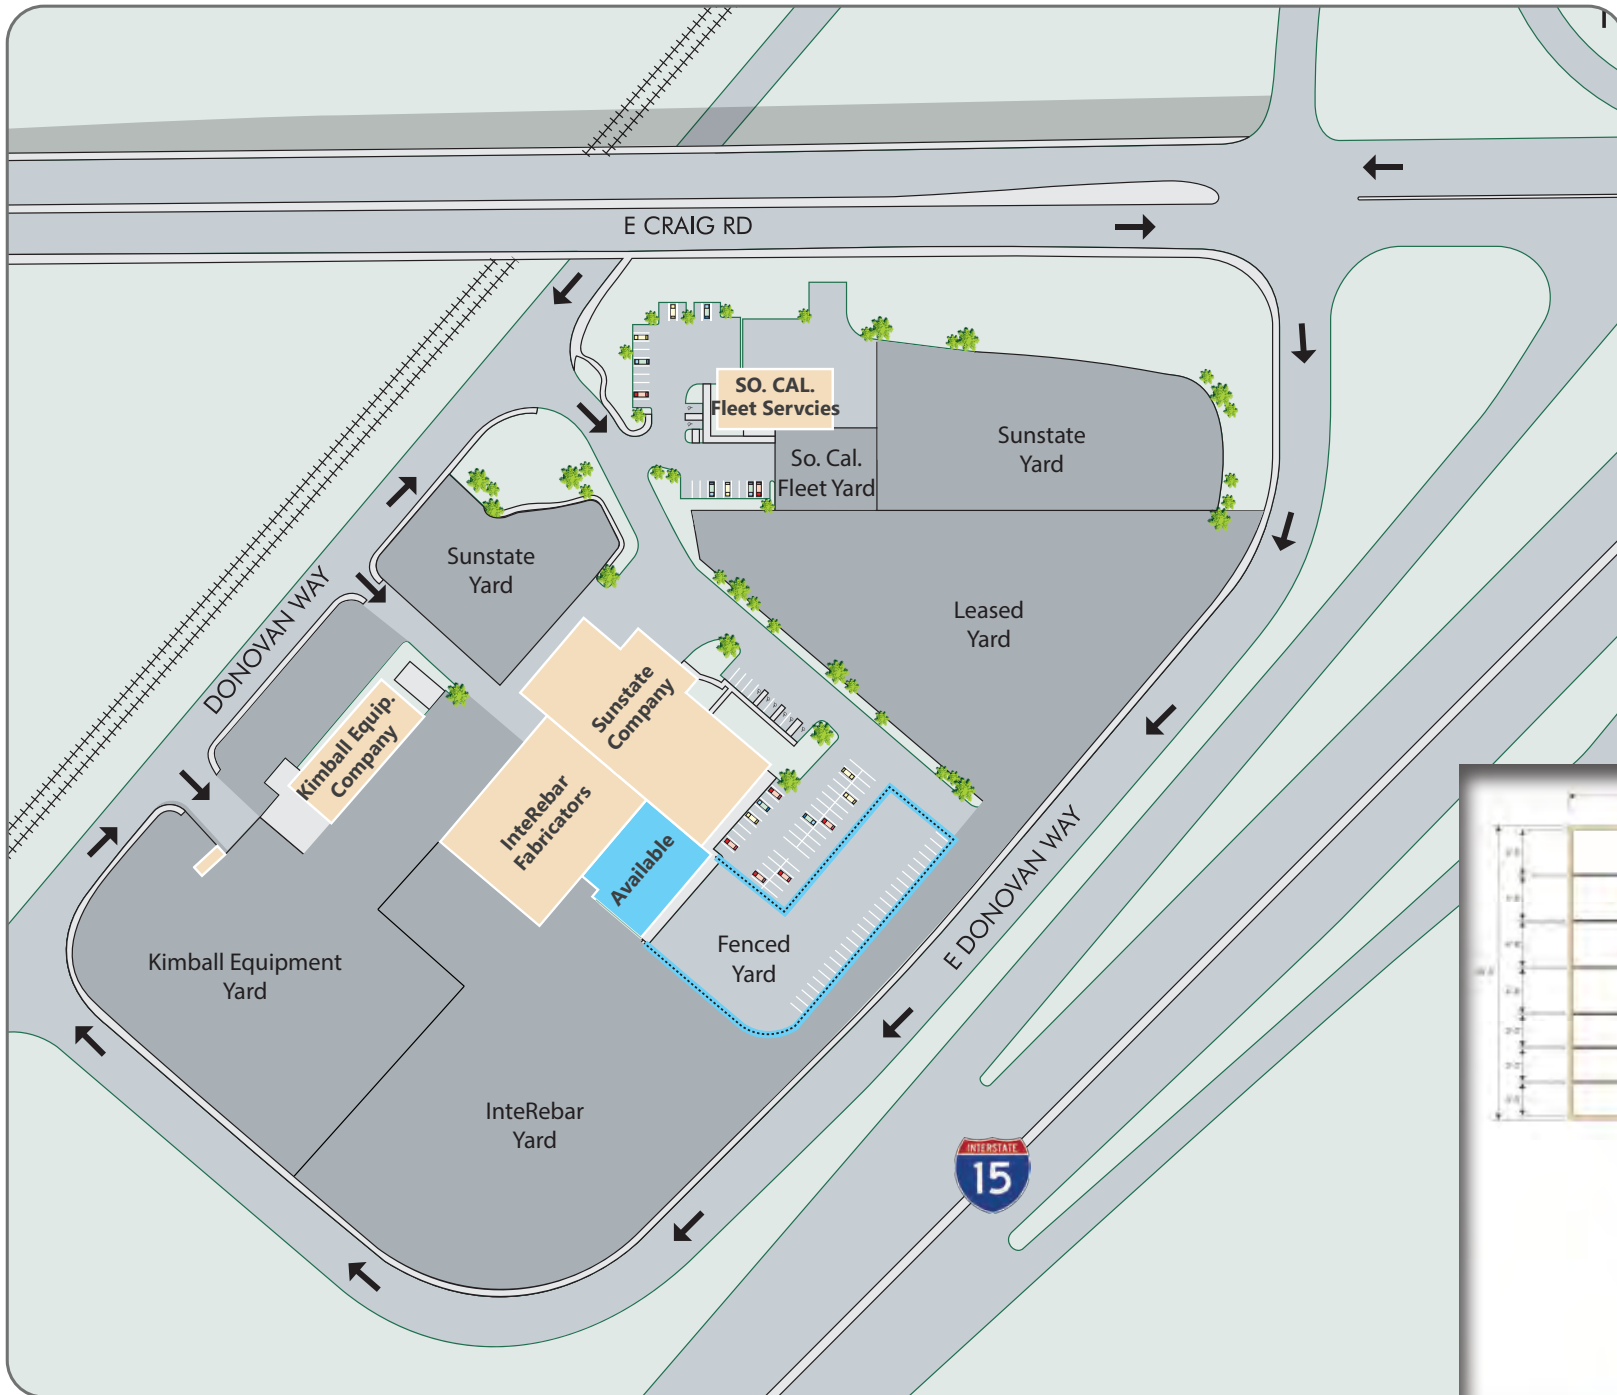 E CRAIG RD
SO. CAL.
Fleet Servcies
So. Cal.
Fleet Yard
Sunstate
Yard
Sunstate
Yard
Leased
Yard
DONOVAN WAY
Kimball Equip.
Company
Sunstate
Company
InteRebar
Fabricators
Available
Fenced
Yard
E DONOVAN WAY
Kimball Equipment
Yard
InteRebar
Yard
INTERSTATE
15